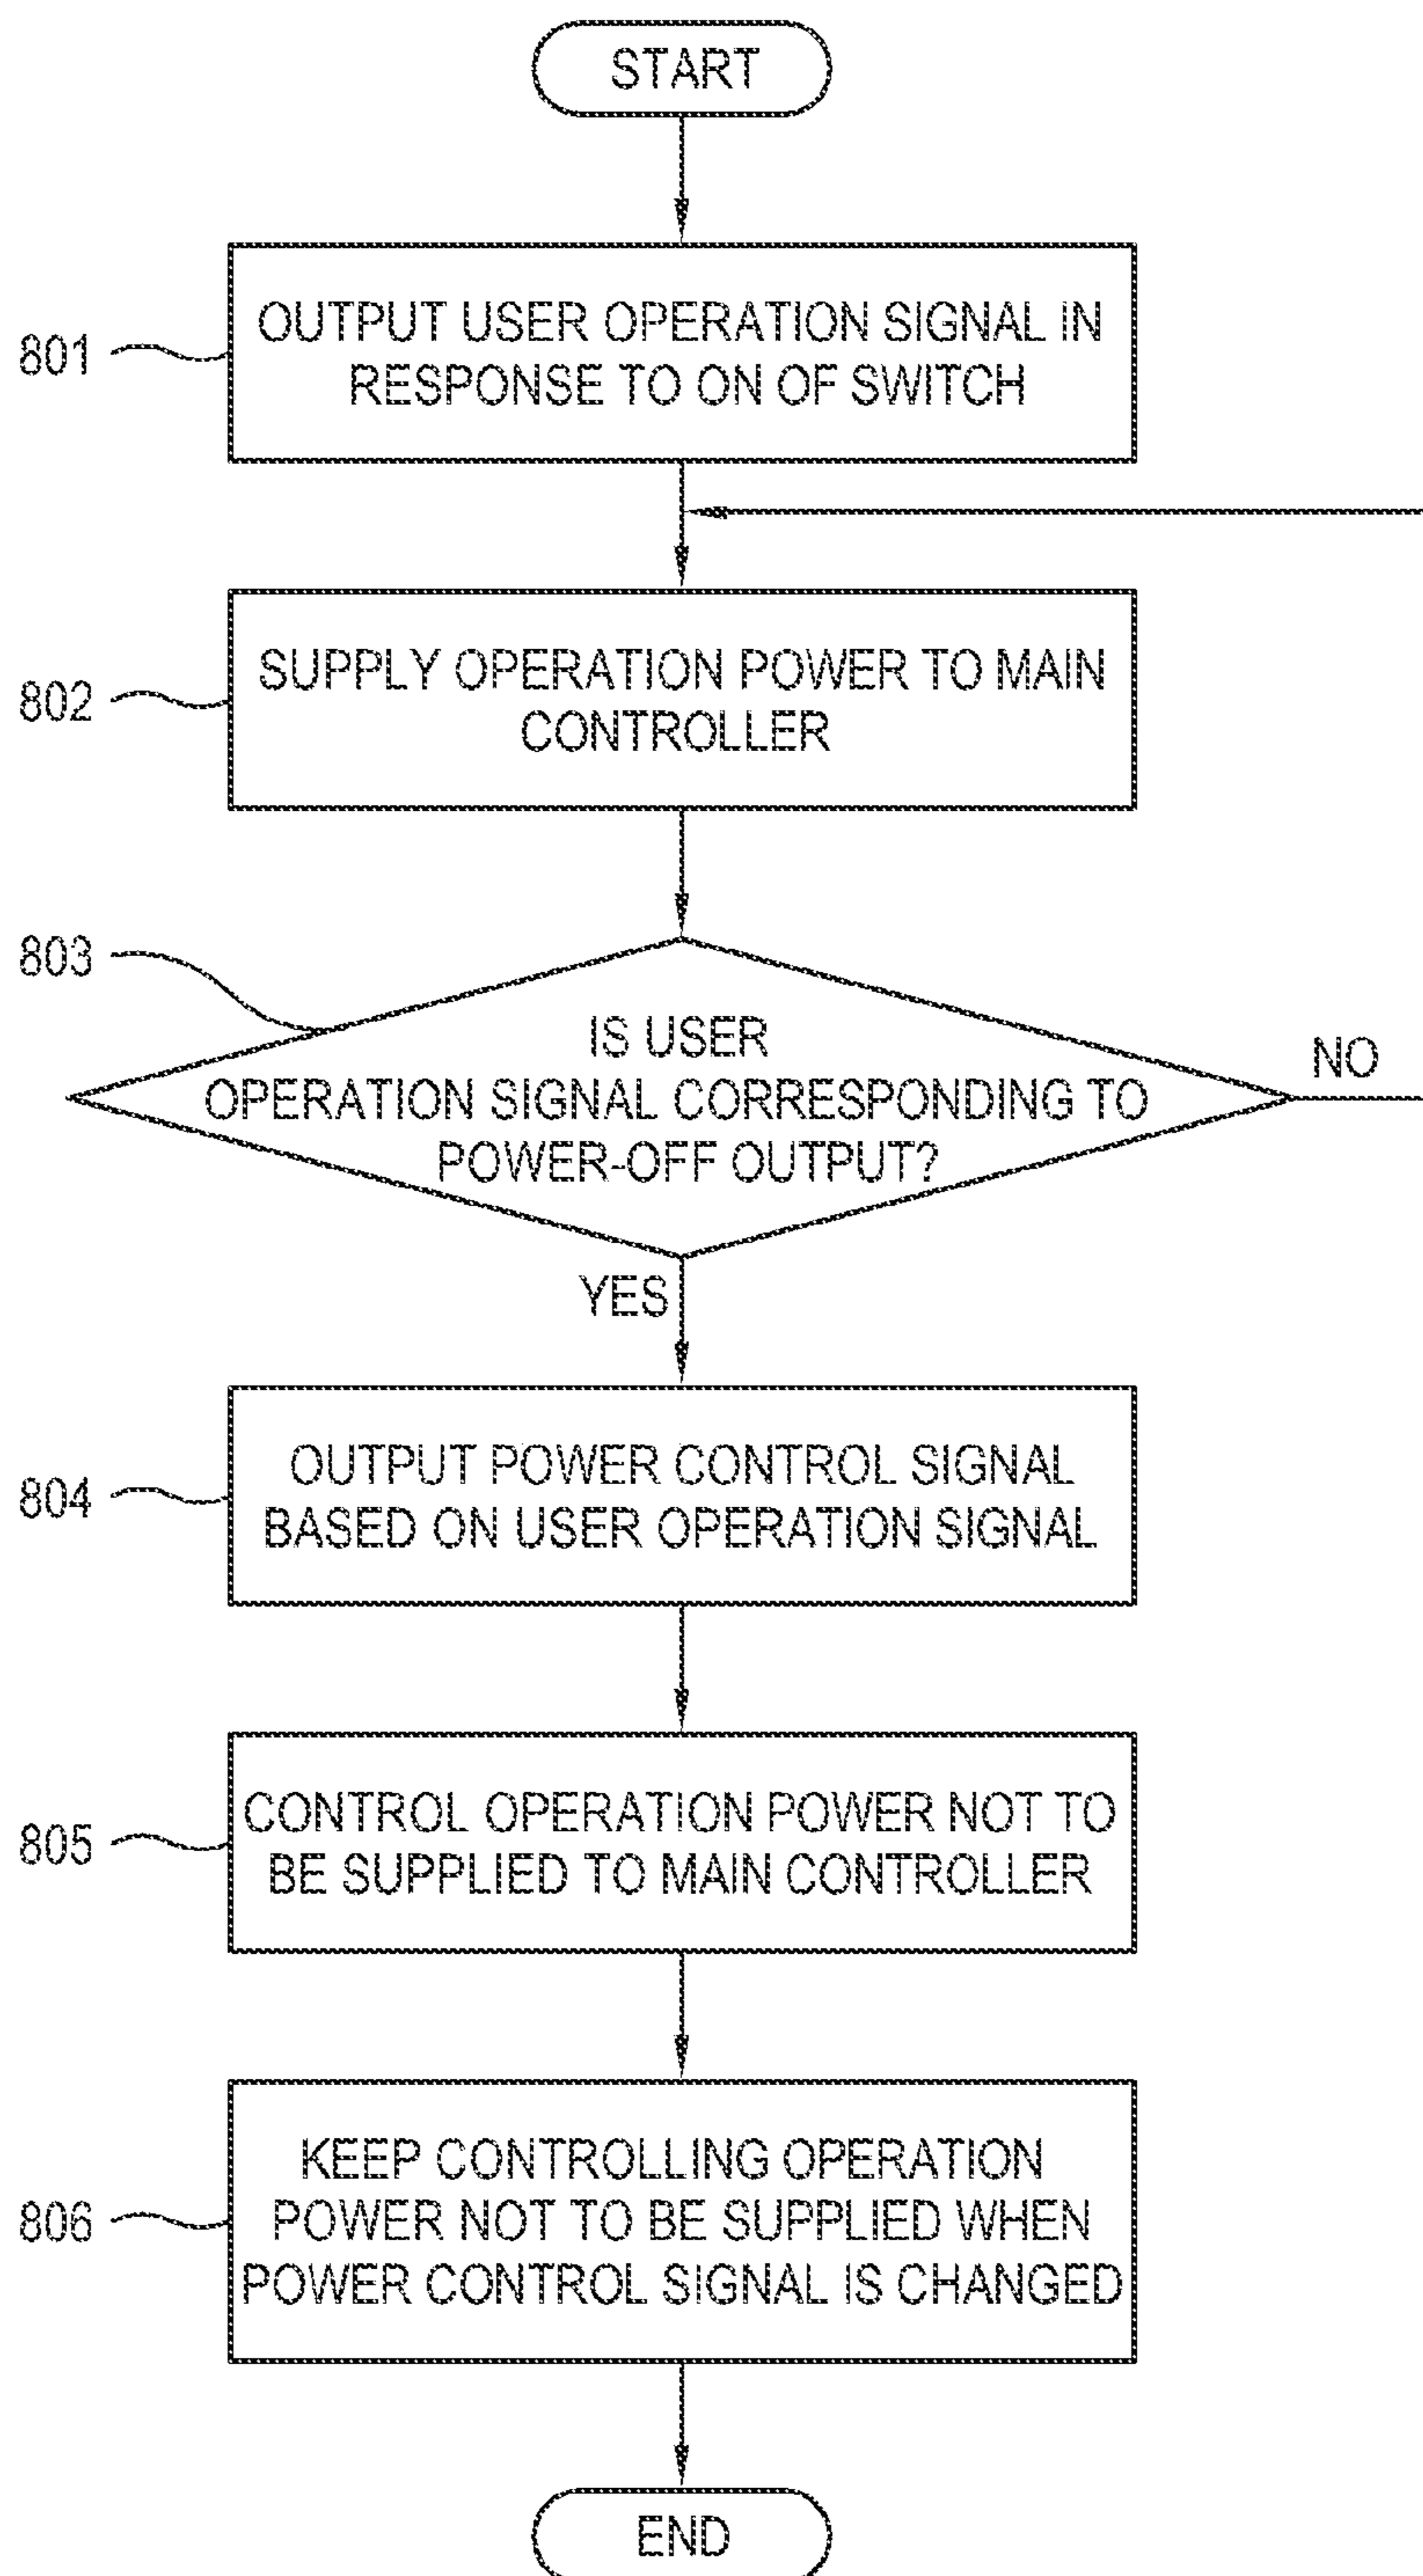 START
801
OUTPUT USER OPERATION SIGNAL IN
RESPONSE TO ON OF SWITCH
802
SUPPLY OPERATION POWER TO MAIN
CONTROLLER
803
IS USER
OPERATION SIGNAL CORRESPONDING TO
POWER-OFF OUTPUT?
NO
YES
804
OUTPUT POWER CONTROL SIGNAL
BASED ON USER OPERATION SIGNAL
805
CONTROL OPERATION POWER NOT TO
BE SUPPLIED TO MAIN CONTROLLER
806
KEEP CONTROLLING OPERATION
POWER NOT TO BE SUPPLIED WHEN
POWER CONTROL SIGNAL IS CHANGED
END